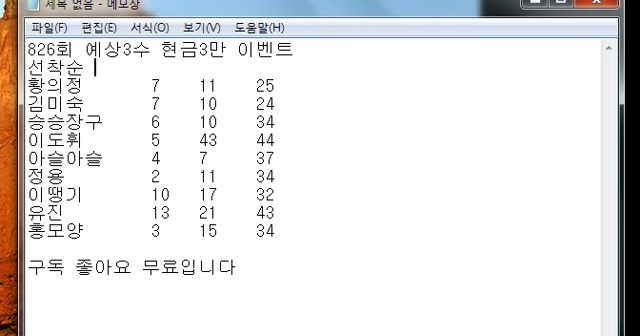 제목 없음 - 메모장
파일(F) 편집(E) 서식(O) 보기(V) 도움말(H)
826회 예상3수 현금3만 이벤트
선착순
황의정 7 11 25
김미숙 7 10 24
승승장구 6 10 34
이도휘 5 43 44
아슬아슬 4 7 37
정용 2 11 34
이땡기 10 17 32
유진 13 21 43
홍모양 3 15 34
구독 좋아요 무료입니다